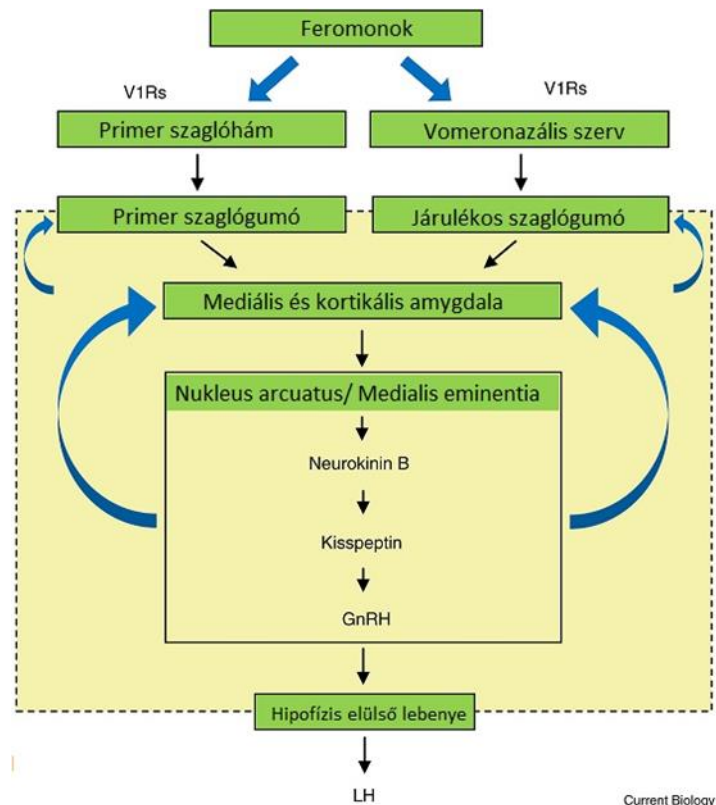 Feromonok
V1Rs
V1Rs
Primer szaglóhám
Vomeronazális szerv
Primer szaglógumó
Járulékos szaglógumó
Mediális és kortikális amygdala
Nukleus arcuatus/ Medialis eminentia
Neurokinin B
Kisspeptin
GnRH
Hipofízis elülső lebenye
LH
Current Biology